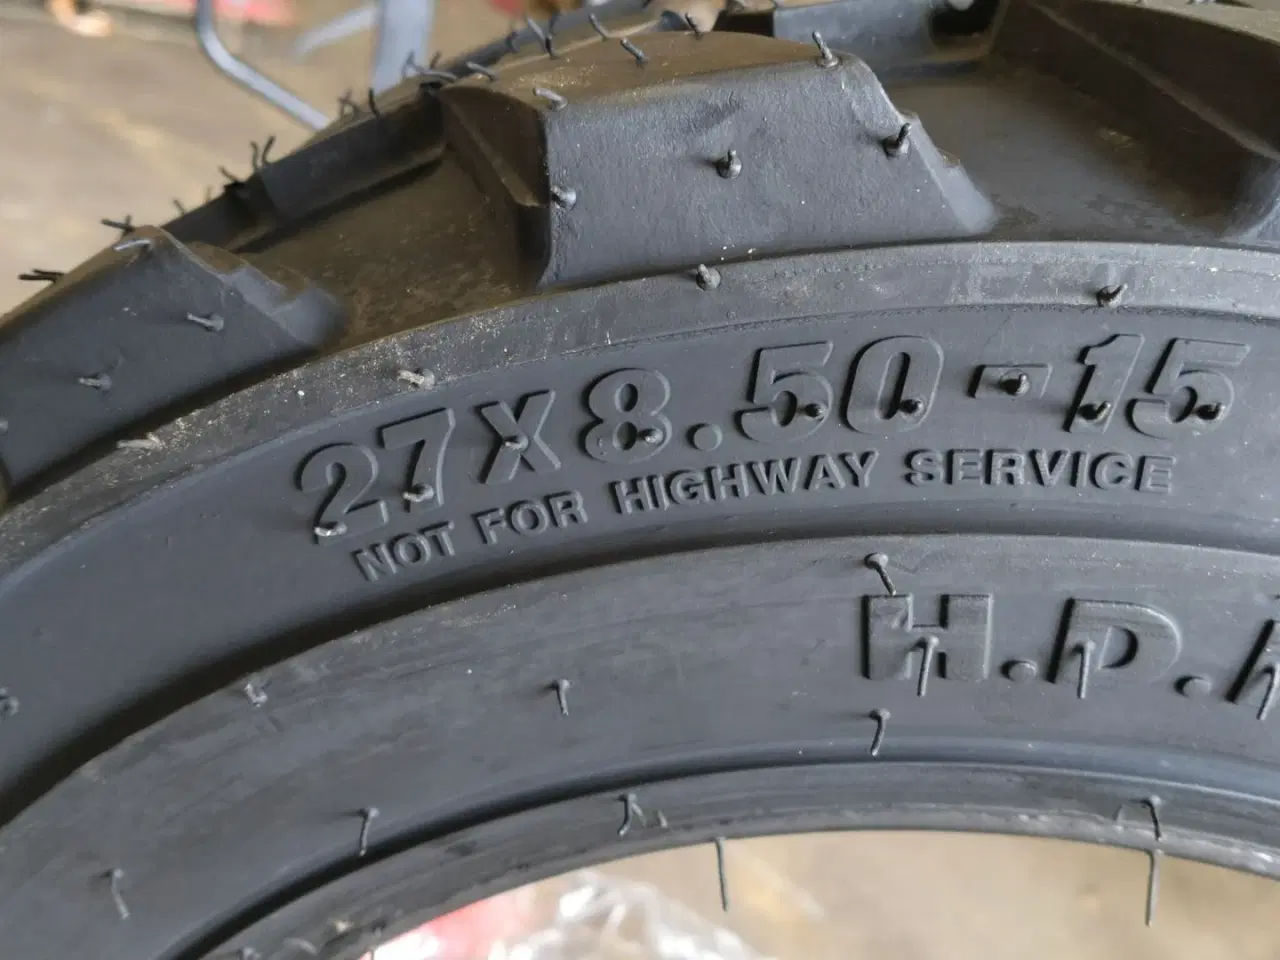 27X8.50-15
NOT FOR HIGHWAY SERVICE
H.D.